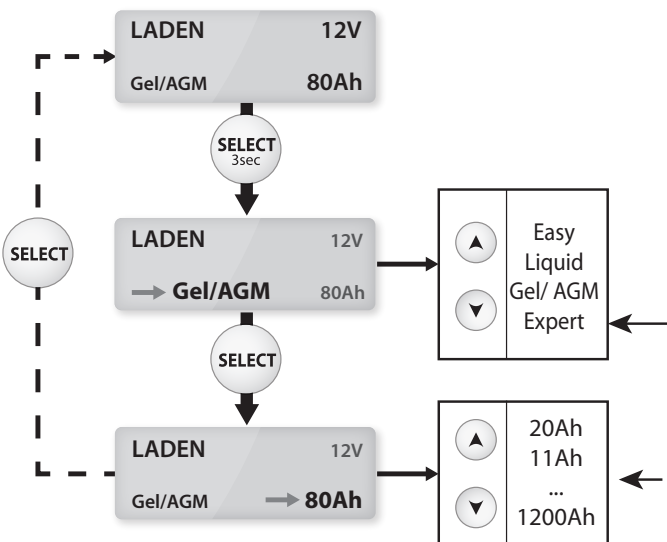 LADEN 12V
Gel/AGM 80Ah
SELECT
3sec
LADEN 12V
Gel/AGM 80Ah
SELECT
Easy
Liquid
Gel/ AGM
Expert
SELECT
LADEN 12V
Gel/AGM 80Ah
20Ah
11Ah
...
1200Ah